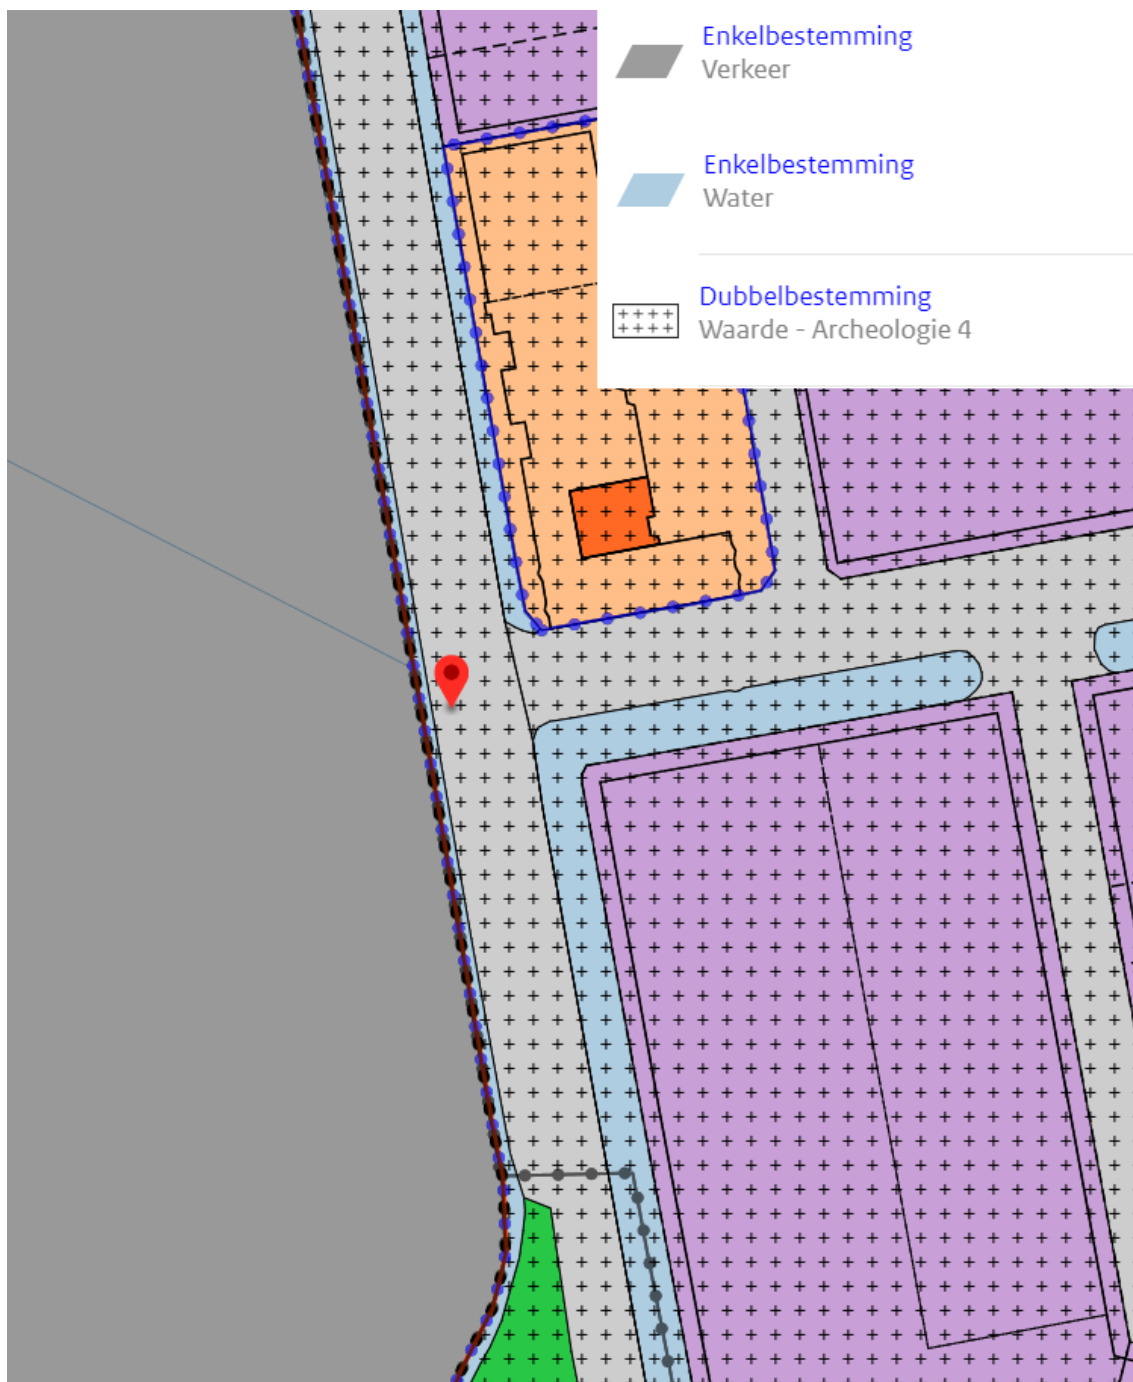 Enkelbestemming
Verkeer
Enkelbestemming
Water
Dubbelbestemming
Waarde - Archeologie 4